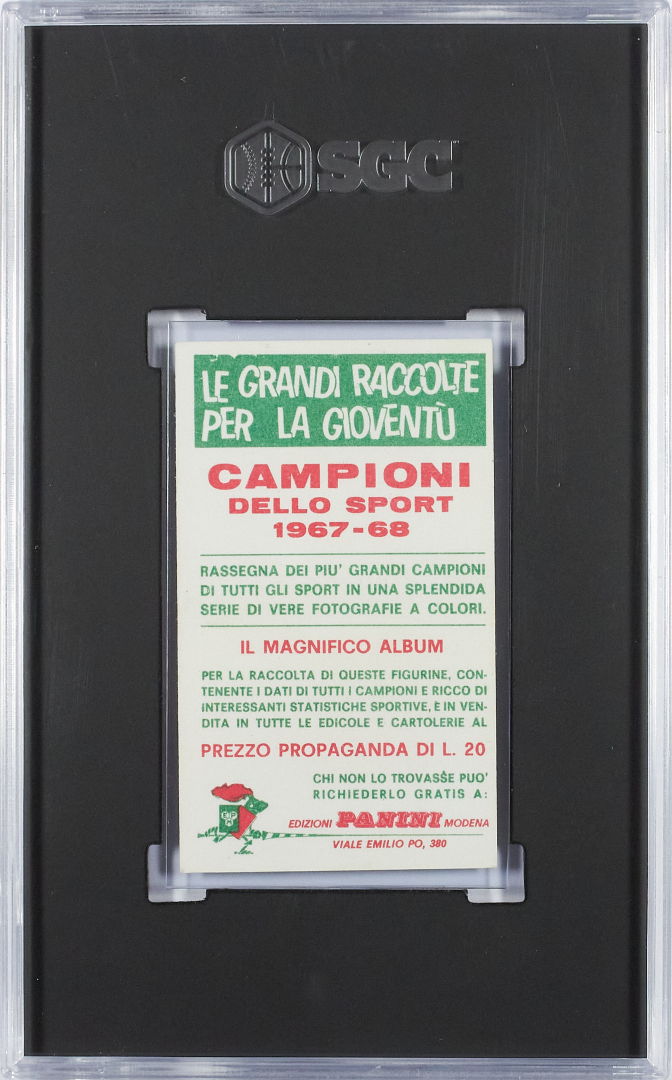 SGC
LE GRANDI RACCOLTE
PER LA GIOVENTÙ
CAMPIONI
DELLO SPORT
1967-68
RASSEGNA DEI PIU' GRANDI CAMPIONI
DI TUTTI GLI SPORT IN UNA SPLENDIDA
SERIE DI VERE FOTOGRAFIE A COLORI.
IL MAGNIFICO ALBUM
PER LA RACCOLTA DI QUESTE FIGURINE, CON-
TENENTE I DATI DI TUTTI I CAMPIONI E RICCO DI
INTERESSANTI STATISTICHE SPORTIVE, È IN VEN-
DITA IN TUTTE LE EDICOLE E CARTOLERIE AL
PREZZO PROPAGANDA DI L. 20
CHI NON LO TROVASSE PUO'
RICHIEDERLO GRATIS A:
EDIZIONI PANINI MODENA
VIALE EMILIO PO, 380